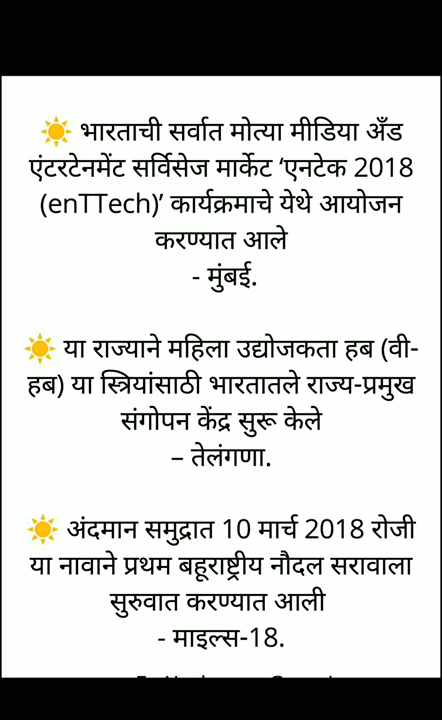 ☀ भारताची सर्वात मोत्या मीडिया अँड
एंटरटेनमेंट सर्विसेज मार्केट ‘एनटेक 2018
(enTTech)’ कार्यक्रमाचे येथे आयोजन
करण्यात आले
- मुंबई.
☀ या राज्याने महिला उद्योजकता हब (वी-
हब) या स्त्रियांसाठी भारतातले राज्य-प्रमुख
संगोपन केंद्र सुरू केले
– तेलंगणा.
☀ अंदमान समुद्रात 10 मार्च 2018 रोजी
या नावाने प्रथम बहूराष्ट्रीय नौदल सरावाला
सुरुवात करण्यात आली
- माइल्स-18.